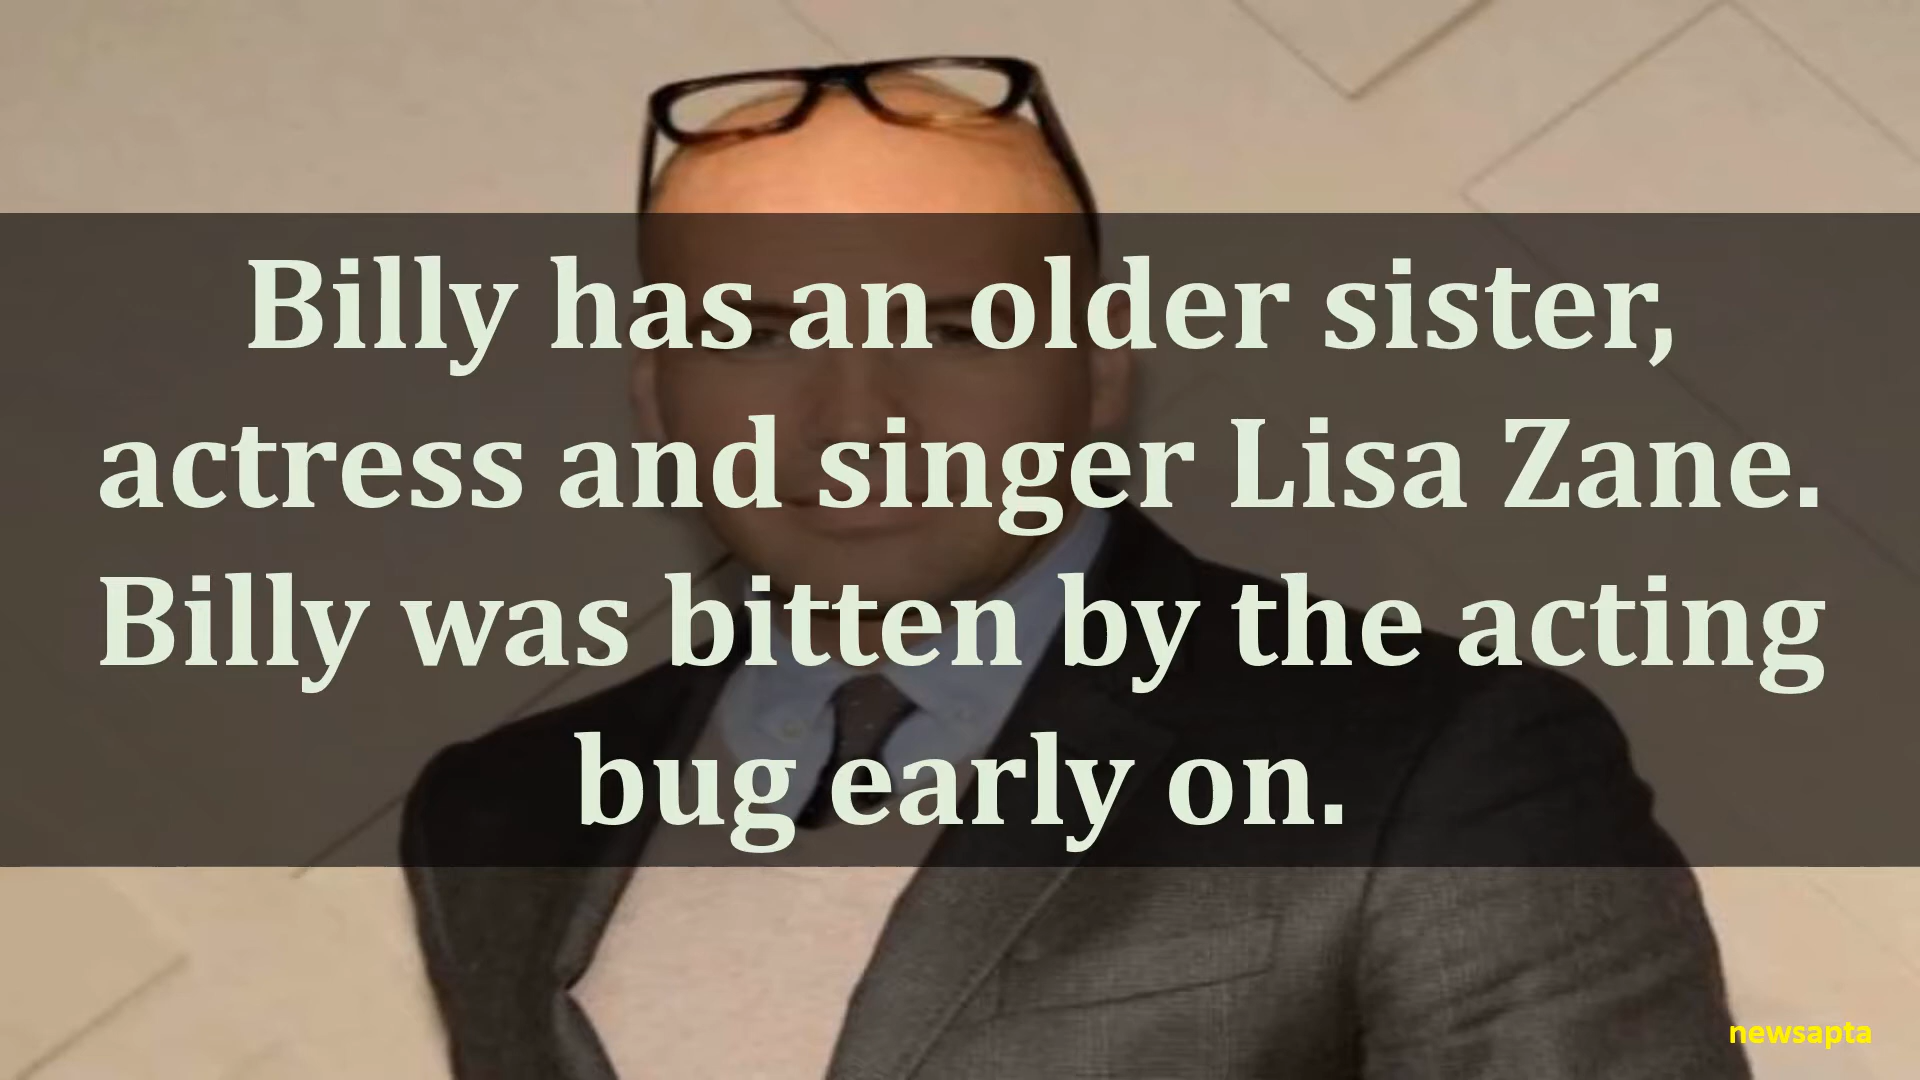 Billy has an older sister,
actress and singer Lisa Zane.
Billy was bitten by the acting
bug early on.
newsapta